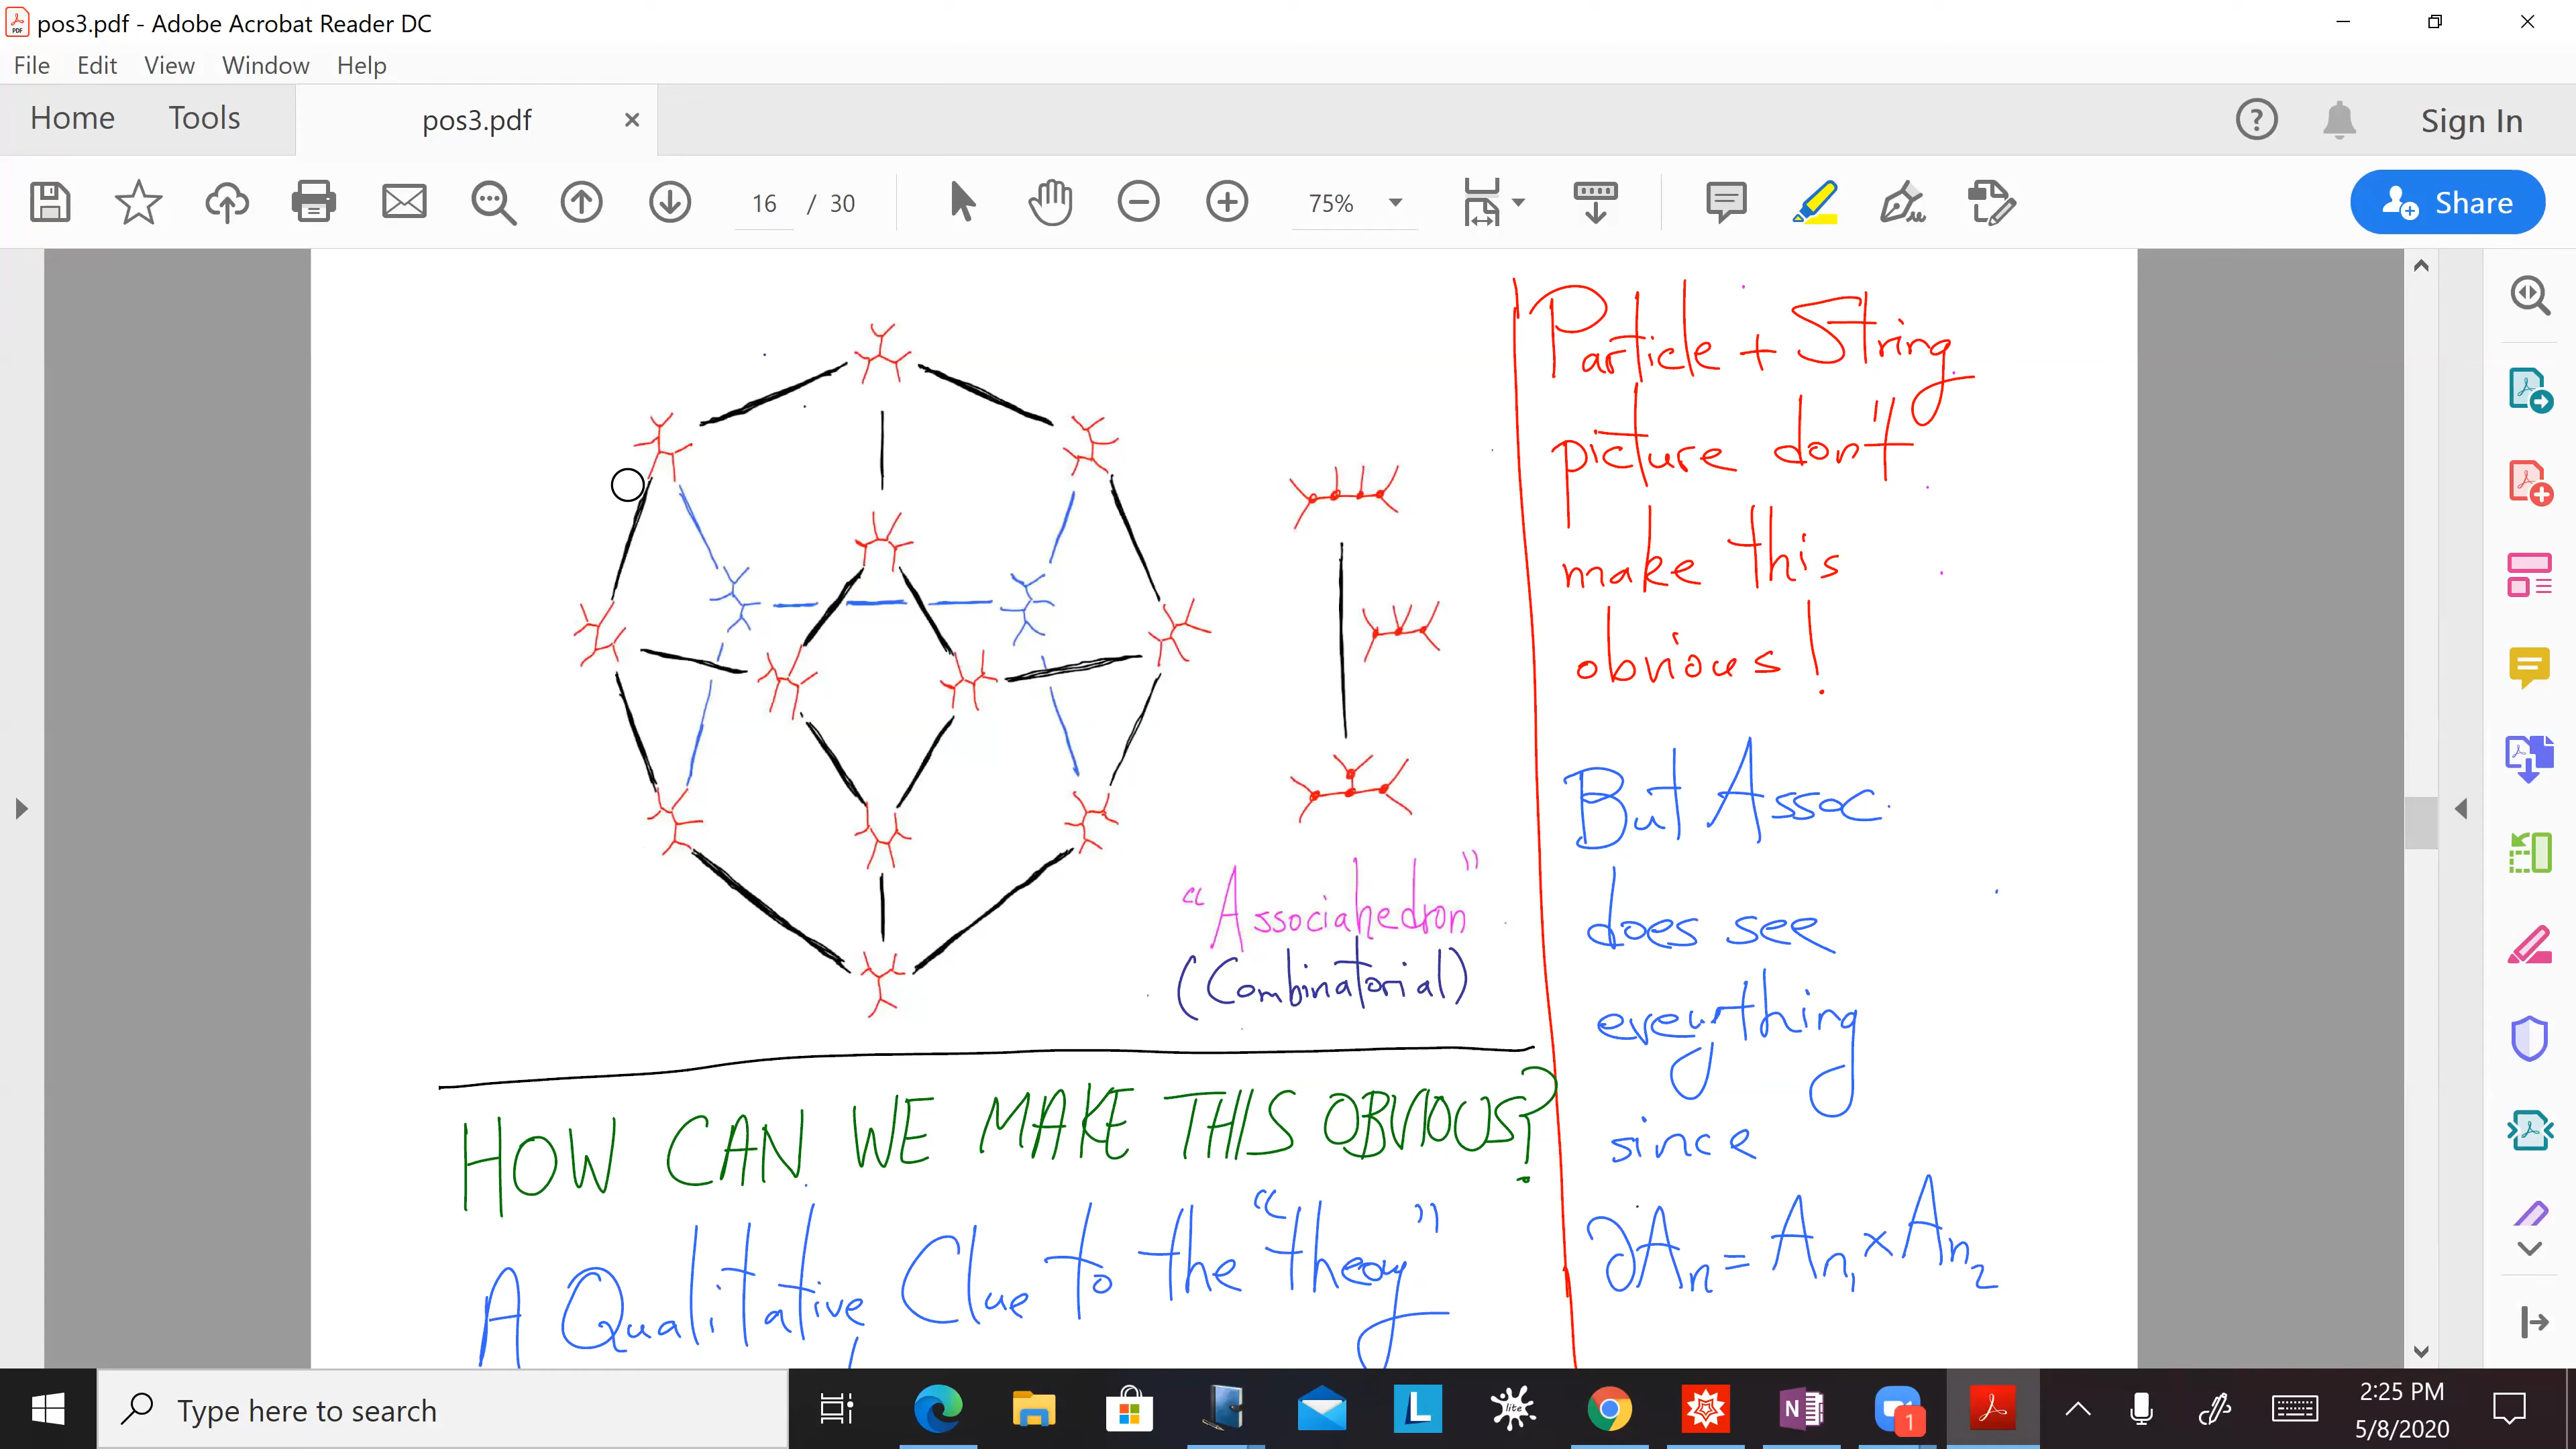 pos3.pdf - Adobe Acrobat Reader DC
File Edit View Window Help
Home Tools pos3.pdf × Sign In
16 / 30 75% Share
Particle + String
picture don't
make this
obvious!
But Assoc.
does see
everything
since
∂An = An₁ × An₂
"Associahedron"
(Combinatorial)
HOW CAN WE MAKE THIS OBVIOUS?
A Qualitative Clue to the "theory"
Type here to search
L
lite
N
1
2:25 PM
5/8/2020